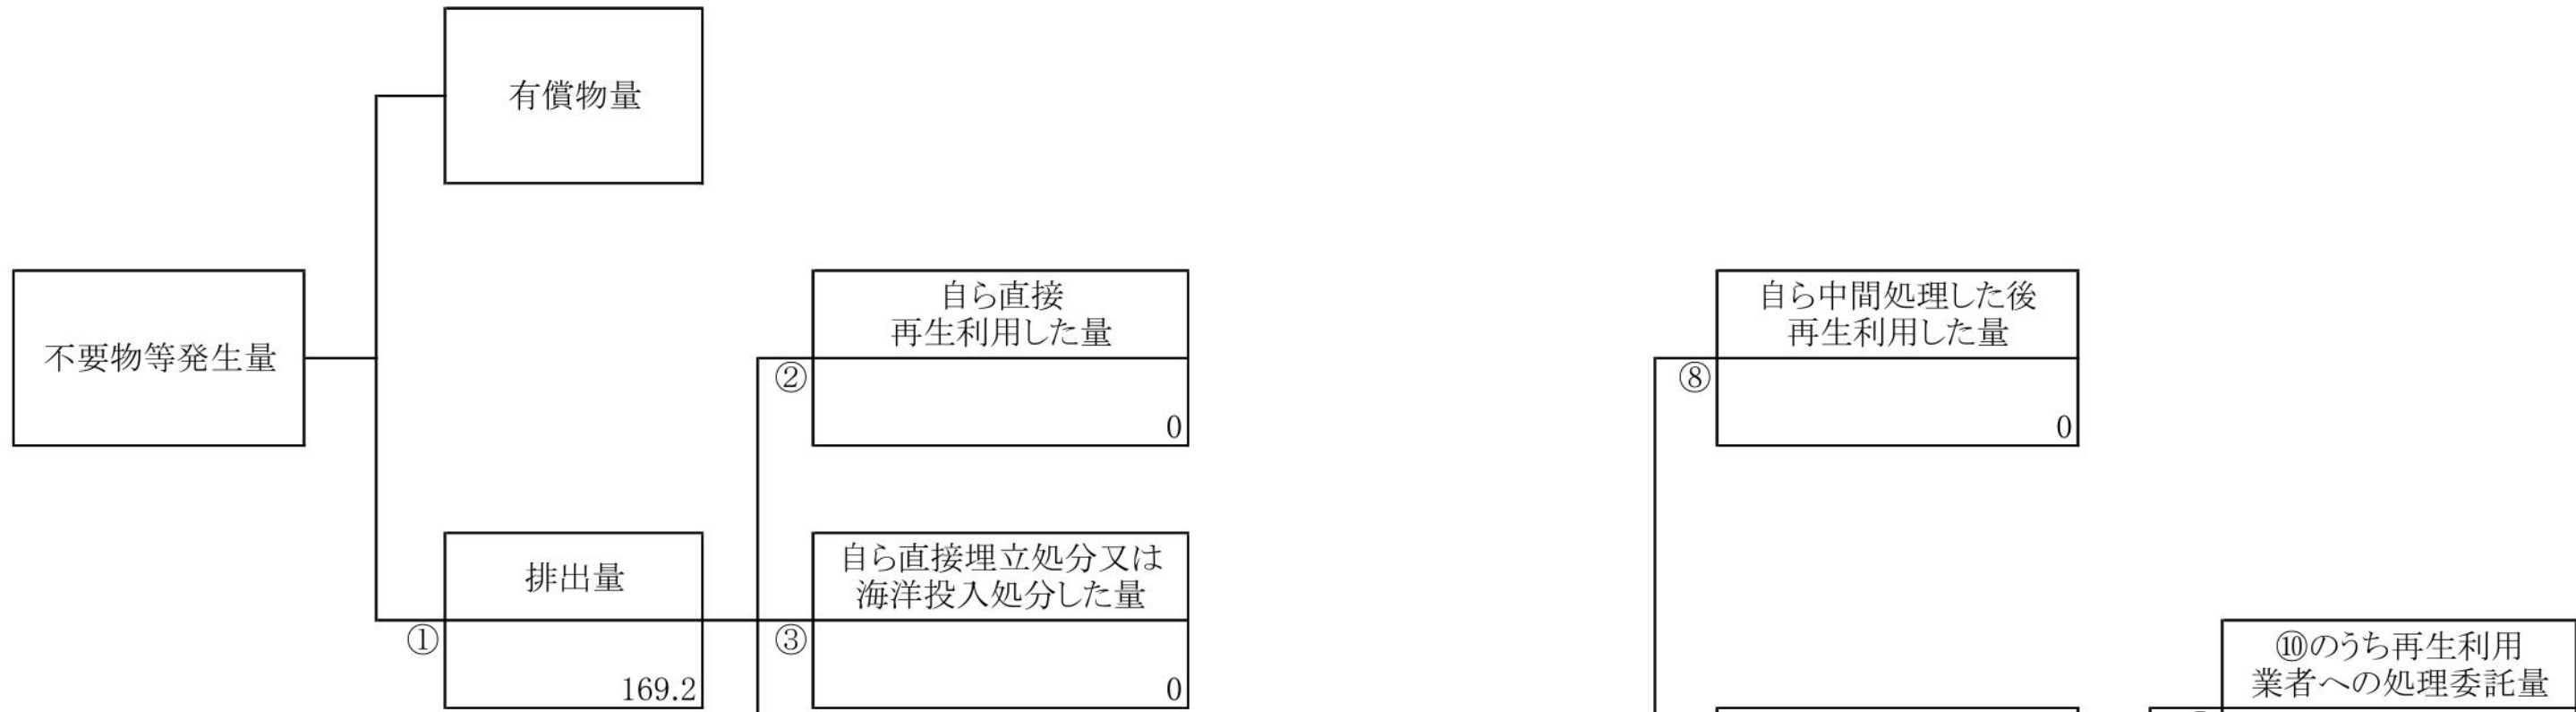 有償物量
不要物等発生量
自ら直接
再生利用した量
②
0
自ら中間処理した後
再生利用した量
⑧
0
排出量
①
169.2
自ら直接埋立処分又は
海洋投入処分した量
③
0
⑩のうち再生利用
業者への処理委託量